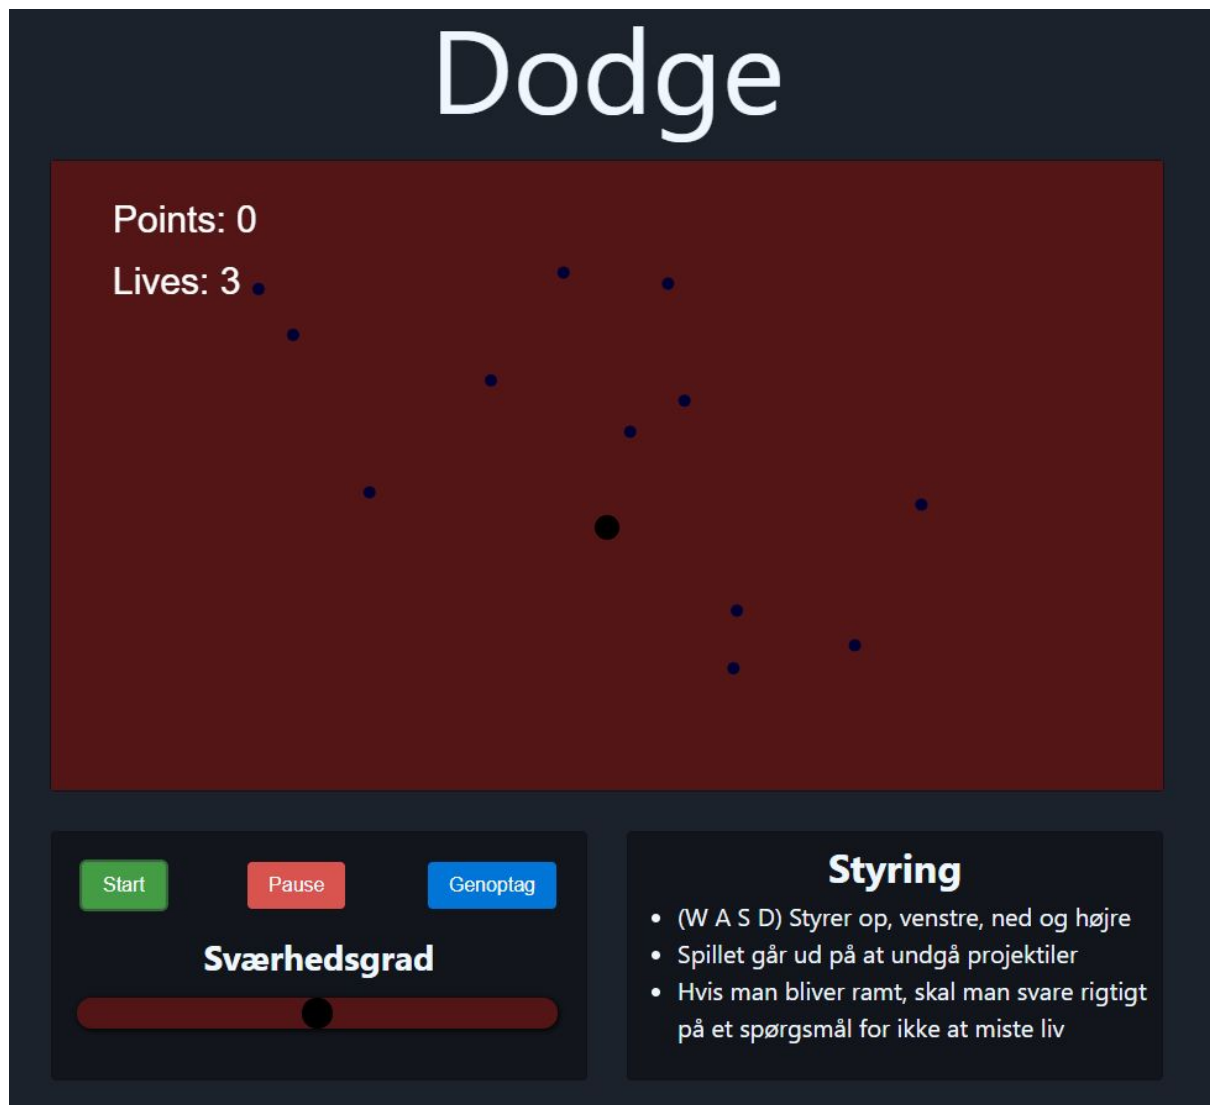 Dodge
Points: 0
Lives: 3
Start
Pause
Genoptag
Sværhedsgrad
Styring
(W A S D) Styrer op, venstre, ned og højre
Spillet går ud på at undgå projektiler
Hvis man bliver ramt, skal man svare rigtigt
på et spørgsmål for ikke at miste liv